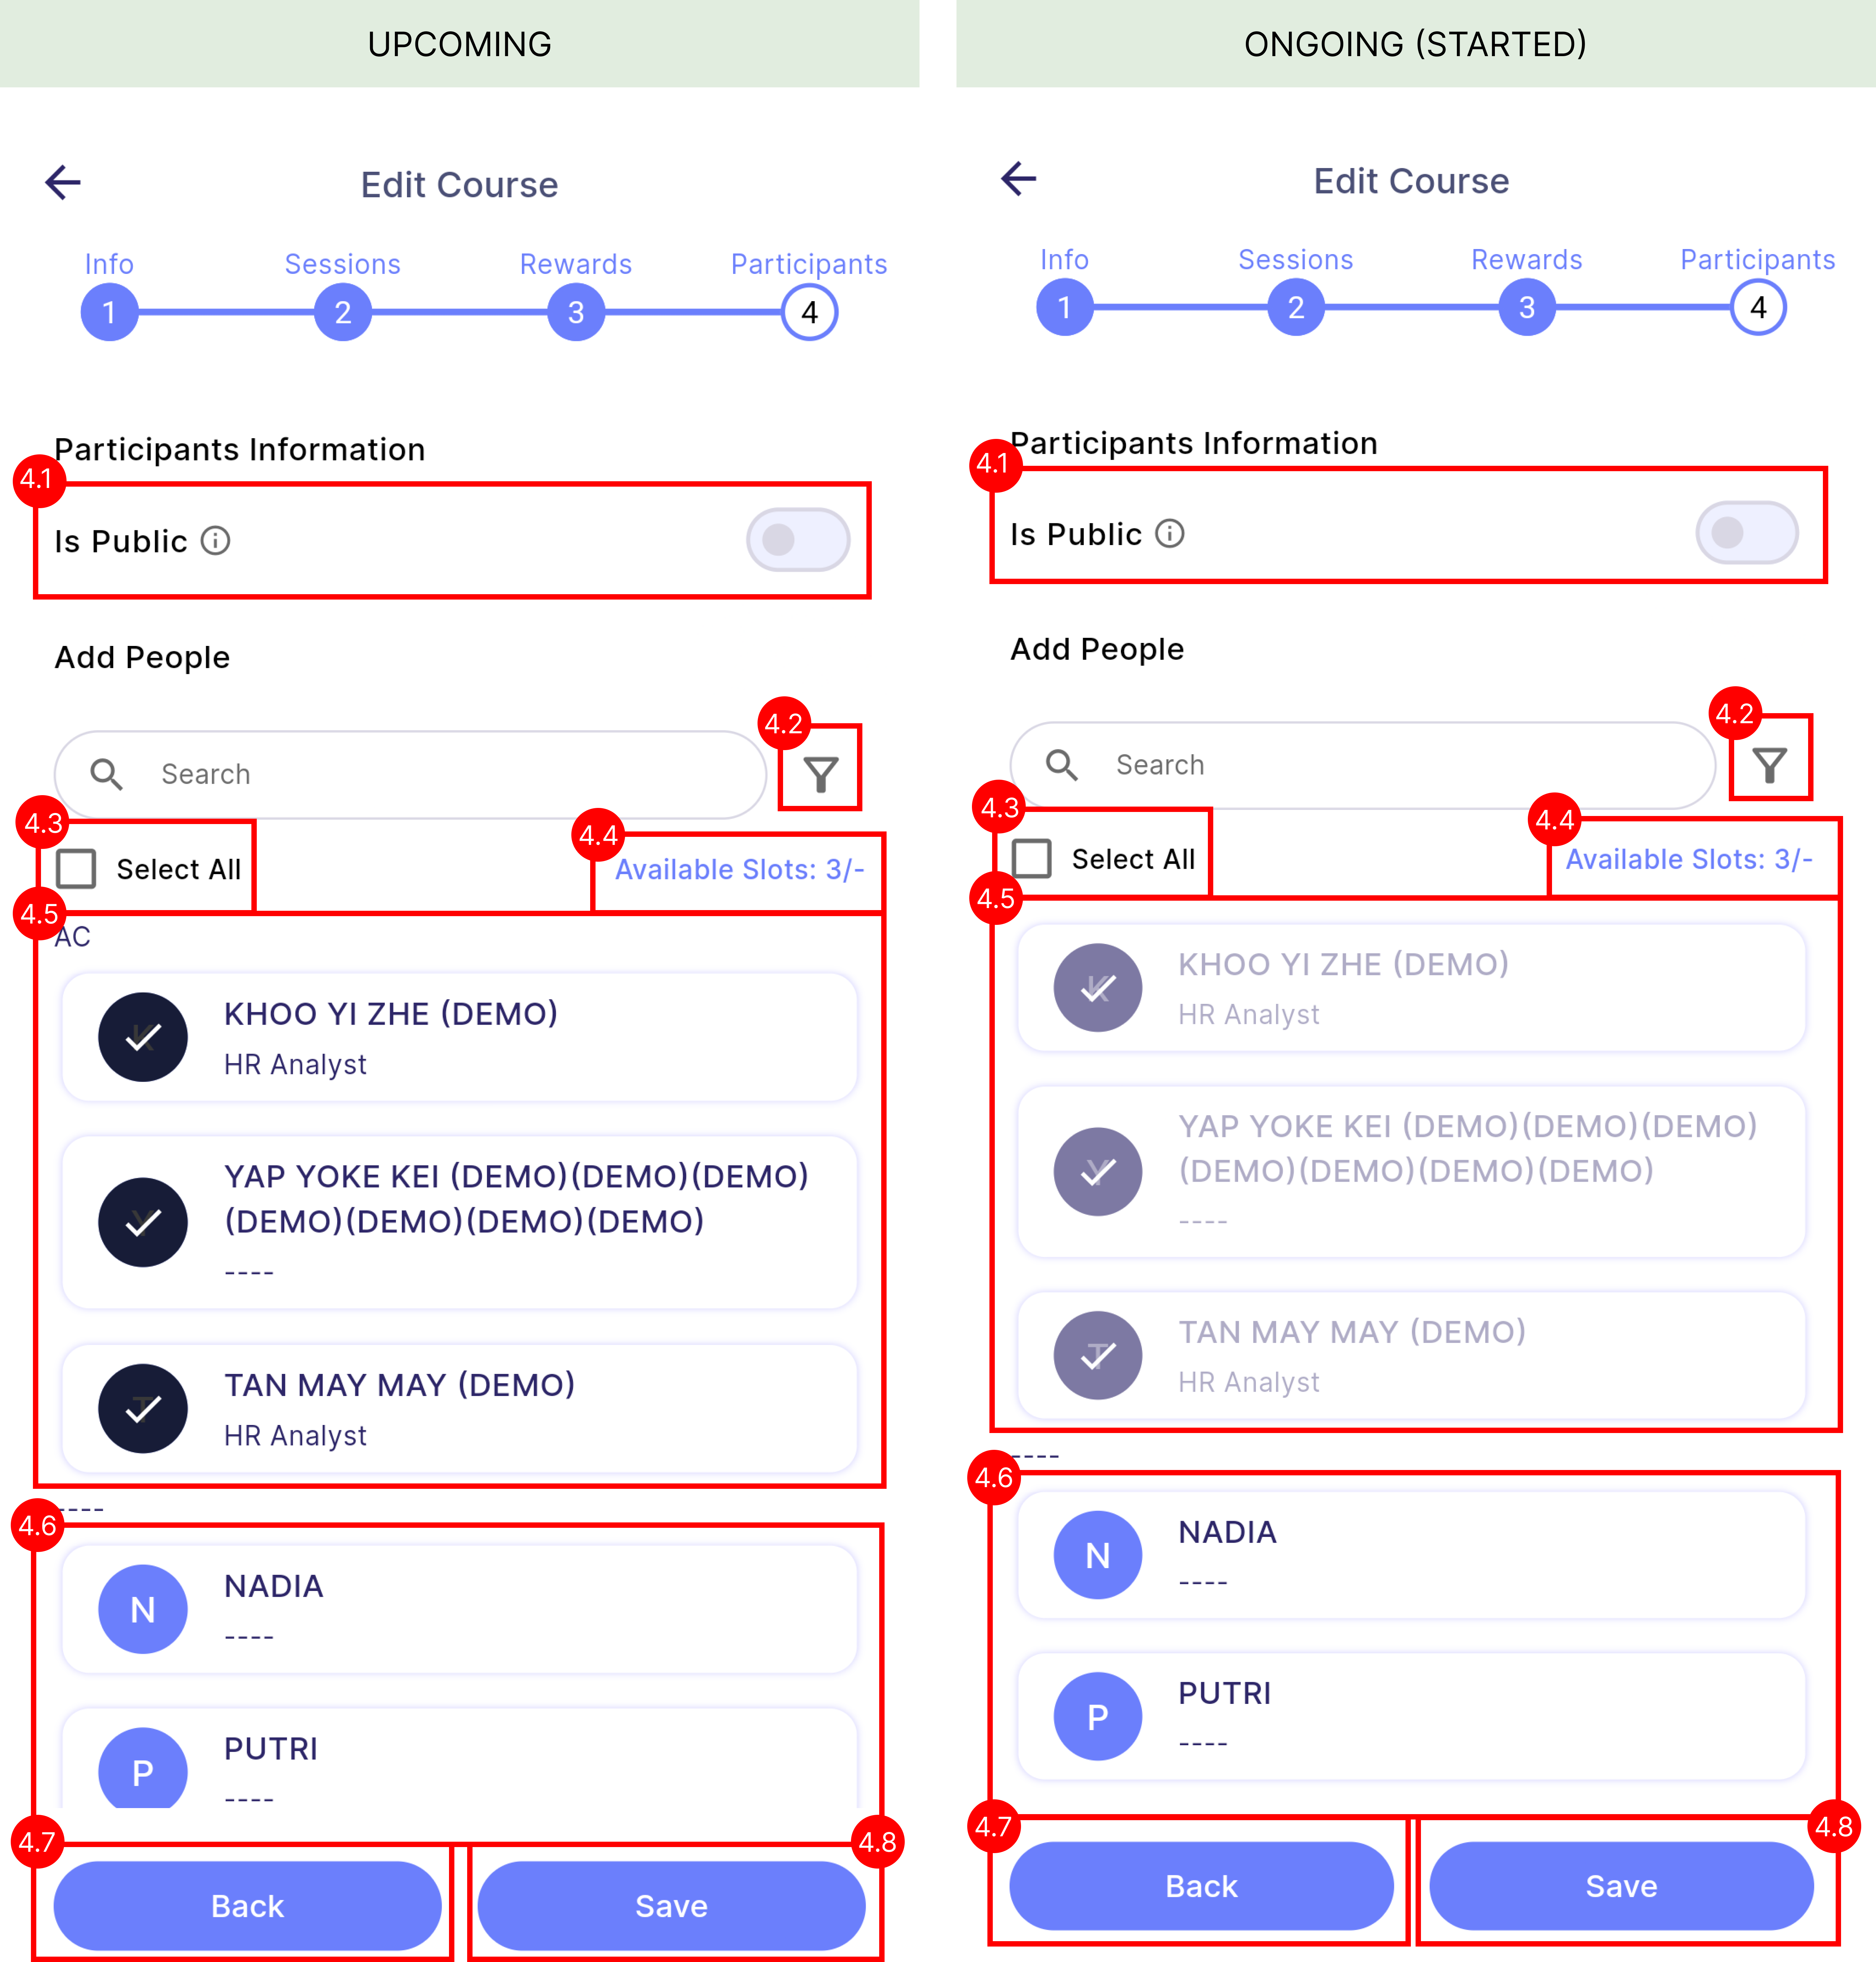 UPCOMING
Edit Course
Info Sessions Rewards Participants
1 2 3 4
Participants Information
4.1
Is Public
Add People
4.2
Search
4.3
Select All
4.4
Available Slots: 3/-
4.5
AC
KHOO YI ZHE (DEMO)
HR Analyst
YAP YOKE KEI (DEMO)(DEMO)(DEMO)
(DEMO)(DEMO)(DEMO)(DEMO)
----
TAN MAY MAY (DEMO)
HR Analyst
----
4.6
N
NADIA
----
P
PUTRI
----
4.7
4.8
Back
Save
ONGOING (STARTED)
Edit Course
Info Sessions Rewards Participants
1 2 3 4
Participants Information
4.1
Is Public
Add People
4.2
Search
4.3
Select All
4.4
Available Slots: 3/-
4.5
K
KHOO YI ZHE (DEMO)
HR Analyst
Y
YAP YOKE KEI (DEMO)(DEMO)(DEMO)
(DEMO)(DEMO)(DEMO)(DEMO)
----
T
TAN MAY MAY (DEMO)
HR Analyst
----
4.6
N
NADIA
----
P
PUTRI
----
4.7
4.8
Back
Save